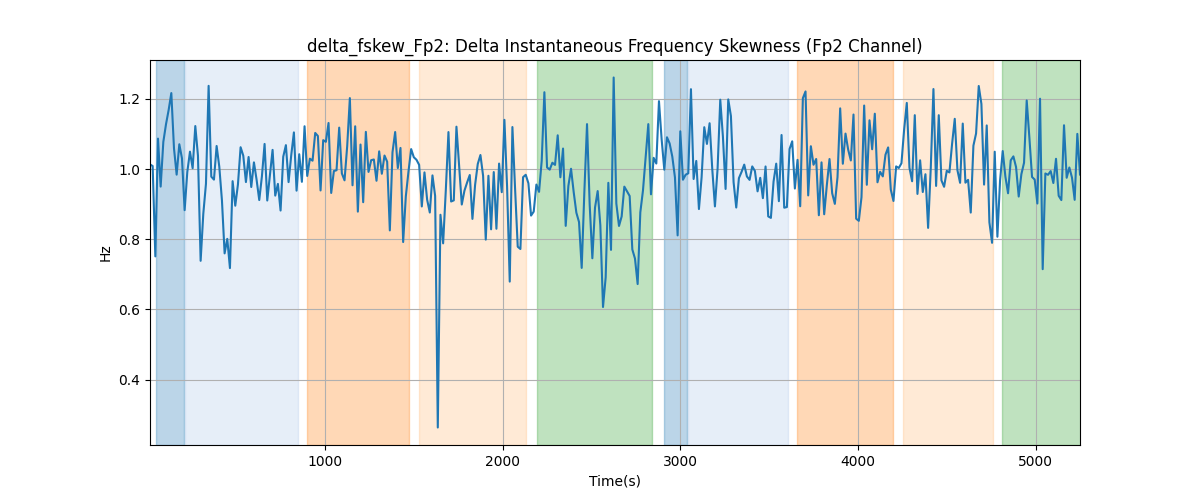 delta_fskew_Fp2: Delta Instantaneous Frequency Skewness (Fp2 Channel)
1.2
1.0
0.8
0.6
0.4
Hz
1000 2000 3000 4000 5000
Time(s)